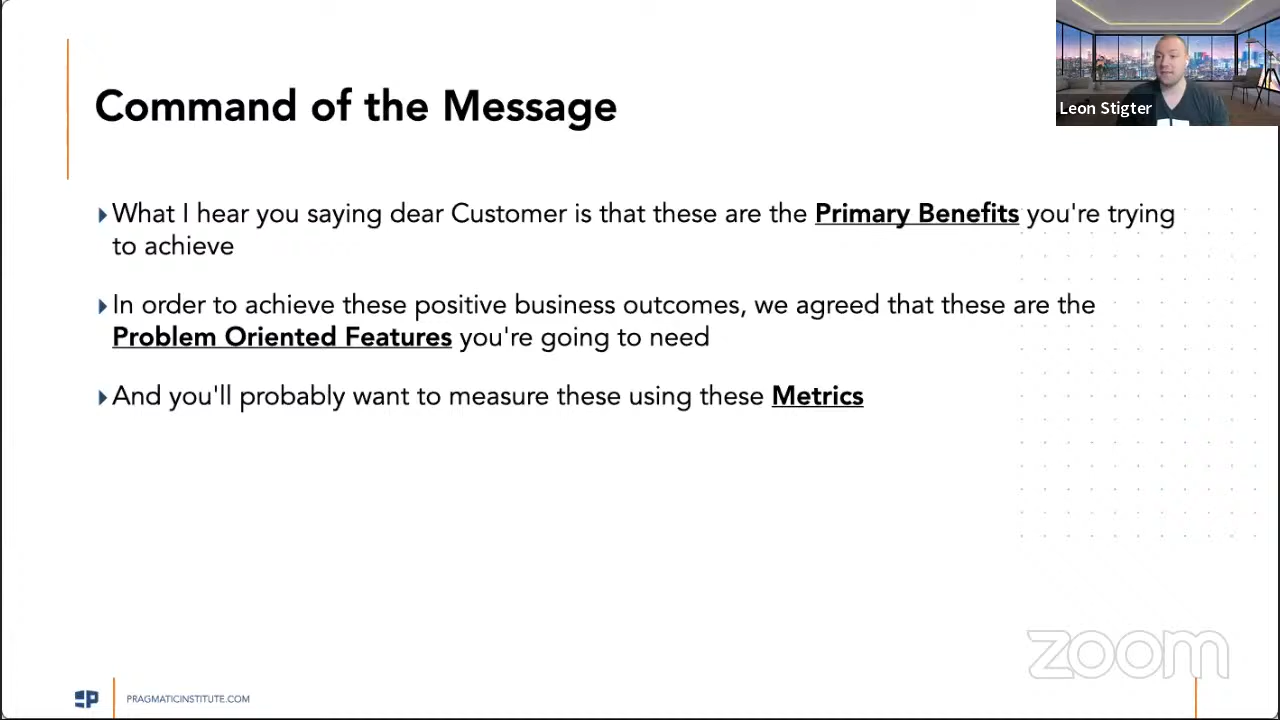 Command of the Message
Leon Stigter
What I hear you saying dear Customer is that these are the Primary Benefits you're trying
to achieve
In order to achieve these positive business outcomes, we agreed that these are the
Problem Oriented Features you're going to need
And you'll probably want to measure these using these Metrics
zoom
PRAGMATICINSTITUTE.COM